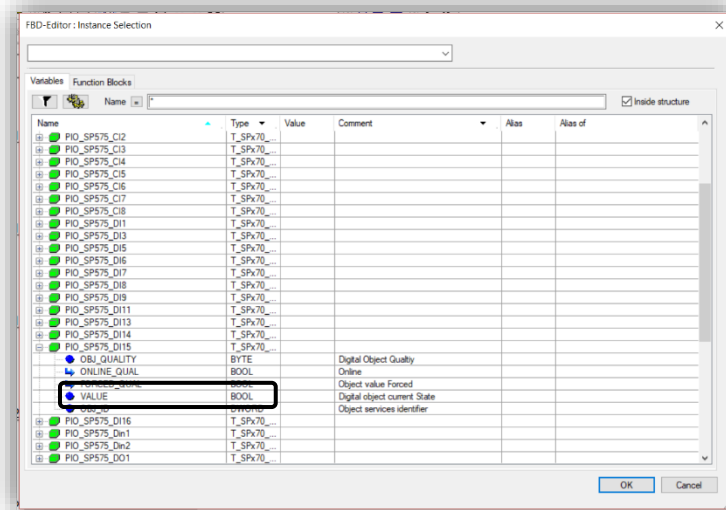 FBD-Editor : Instance Selection
Variables Function Blocks
Name = * Inside structure
Name Type Value Comment Alias Alias of
PIO_SP575_CI2 T_SPx70_...
PIO_SP575_CI3 T_SPx70_...
PIO_SP575_CI4 T_SPx70_...
PIO_SP575_CI5 T_SPx70_...
PIO_SP575_CI6 T_SPx70_...
PIO_SP575_CI7 T_SPx70_...
PIO_SP575_CI8 T_SPx70_...
PIO_SP575_DI1 T_SPx70_...
PIO_SP575_DI3 T_SPx70_...
PIO_SP575_DI5 T_SPx70_...
PIO_SP575_DI6 T_SPx70_...
PIO_SP575_DI7 T_SPx70_...
PIO_SP575_DI8 T_SPx70_...
PIO_SP575_DI9 T_SPx70_...
PIO_SP575_DI11 T_SPx70_...
PIO_SP575_DI13 T_SPx70_...
PIO_SP575_DI14 T_SPx70_...
PIO_SP575_DI15 T_SPx70_...
OBJ_QUALITY BYTE Digital Object Qualtiy
ONLINE_QUAL BOOL Online
FORCED_QUAL BOOL Object value Forced
VALUE BOOL Digital object current State
OBJ_ID DWORD Object services identifier
PIO_SP575_DI16 T_SPx70_...
PIO_SP575_Din1 T_SPx70_...
PIO_SP575_Din2 T_SPx70_...
PIO_SP575_DO1 T_SPx70_...
OK Cancel